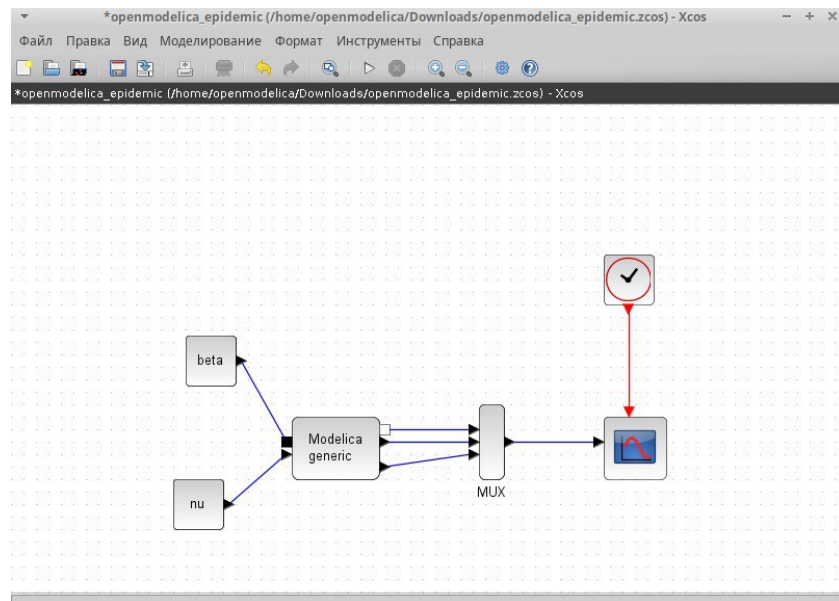 *openmodelica_epidemic (/home/openmodelica/Downloads/openmodelica_epidemic.zcos) - Xcos
Файл Правка Вид Моделирование Формат Инструменты Справка
*openmodelica_epidemic (/home/openmodelica/Downloads/openmodelica_epidemic.zcos) - Xcos
beta
Modelica
generic
MUX
nu